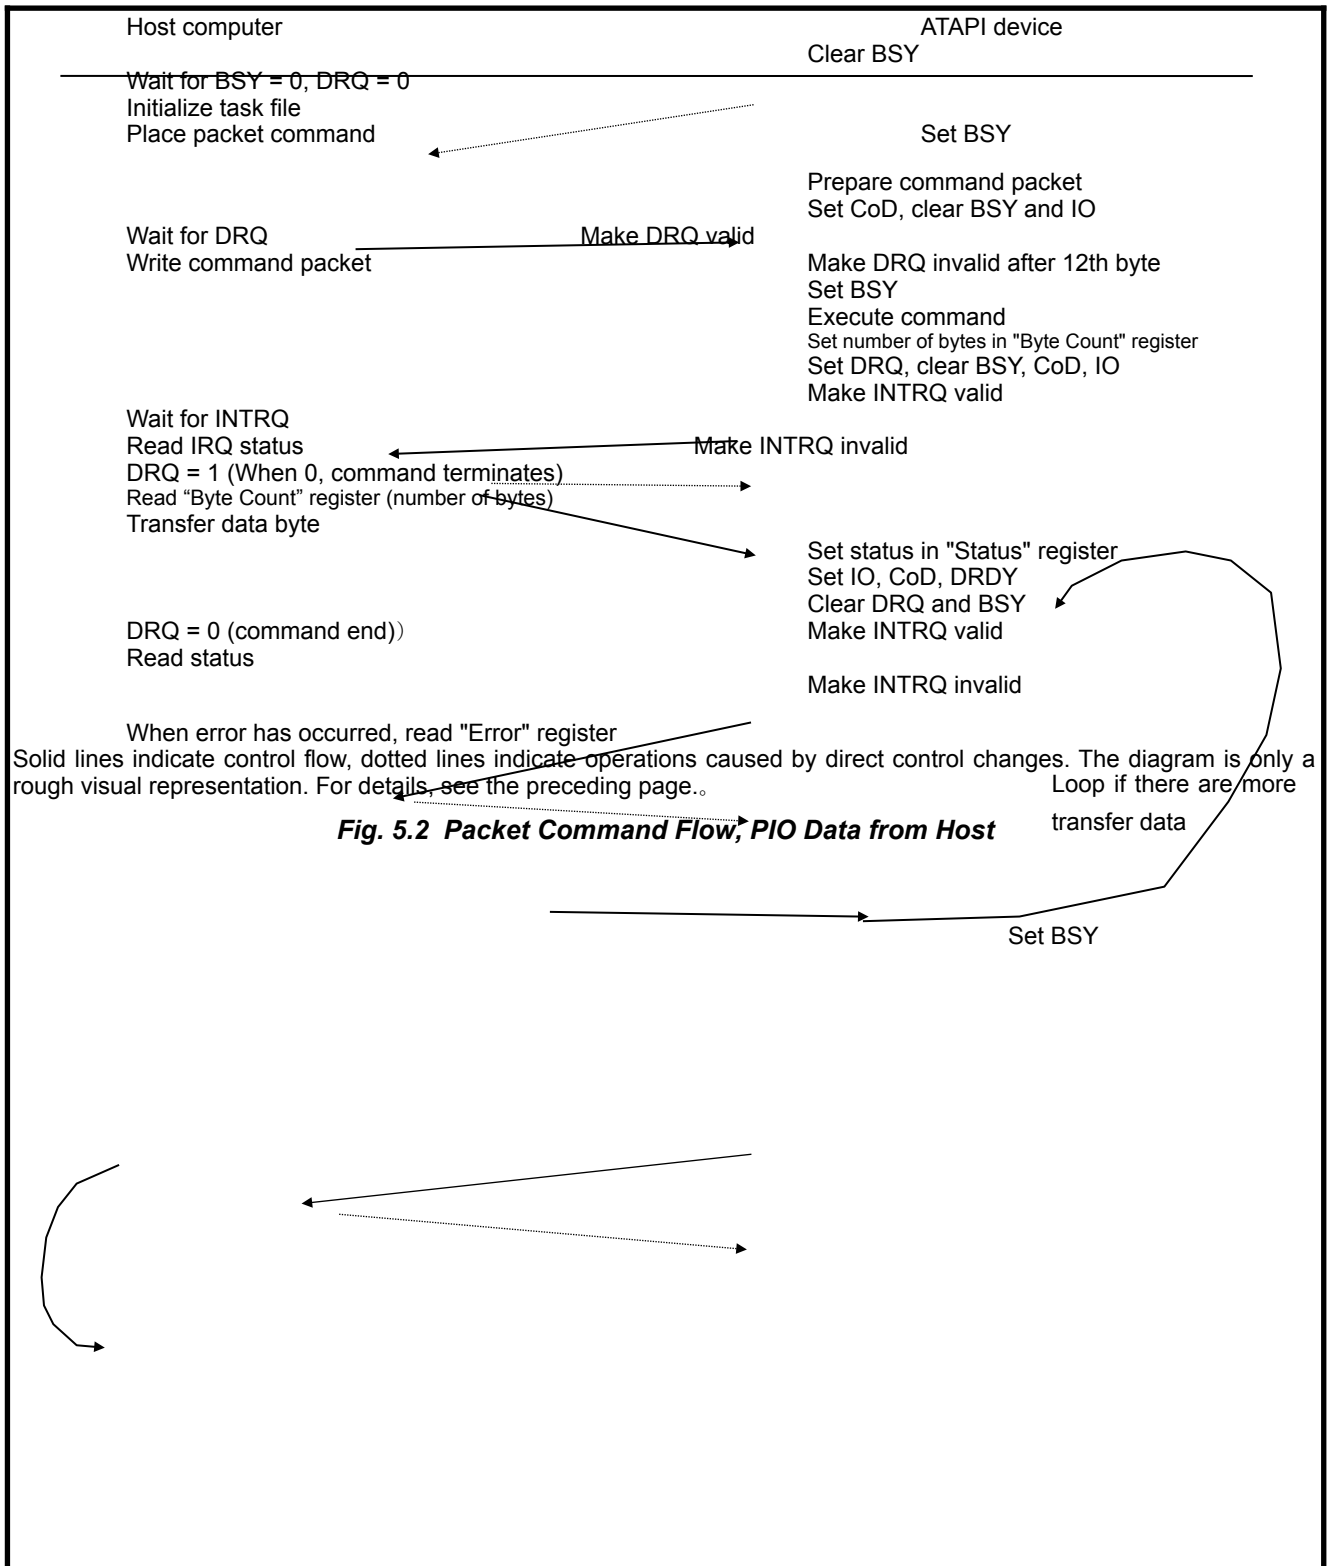 Host computer ATAPI device
Clear BSY
Wait for BSY = 0, DRQ = 0
Initialize task file
Place packet command Set BSY
Prepare command packet
Set CoD, clear BSY and IO
Wait for DRQ Make DRQ valid
Write command packet Make DRQ invalid after 12th byte
Set BSY
Execute command
Set number of bytes in "Byte Count" register
Set DRQ, clear BSY, CoD, IO
Make INTRQ valid
Wait for INTRQ
Read IRQ status Make INTRQ invalid
DRQ = 1 (When 0, command terminates)
Read “Byte Count” register (number of bytes)
Transfer data byte
Set status in "Status" register
Set IO, CoD, DRDY
Clear DRQ and BSY
DRQ = 0 (command end)） Make INTRQ valid
Read status
Make INTRQ invalid
When error has occurred, read "Error" register
Solid lines indicate control flow, dotted lines indicate operations caused by direct control changes. The diagram is only a
rough visual representation. For details, see the preceding page.。
Loop if there are more
transfer data
Fig. 5.2 Packet Command Flow, PIO Data from Host
Set BSY